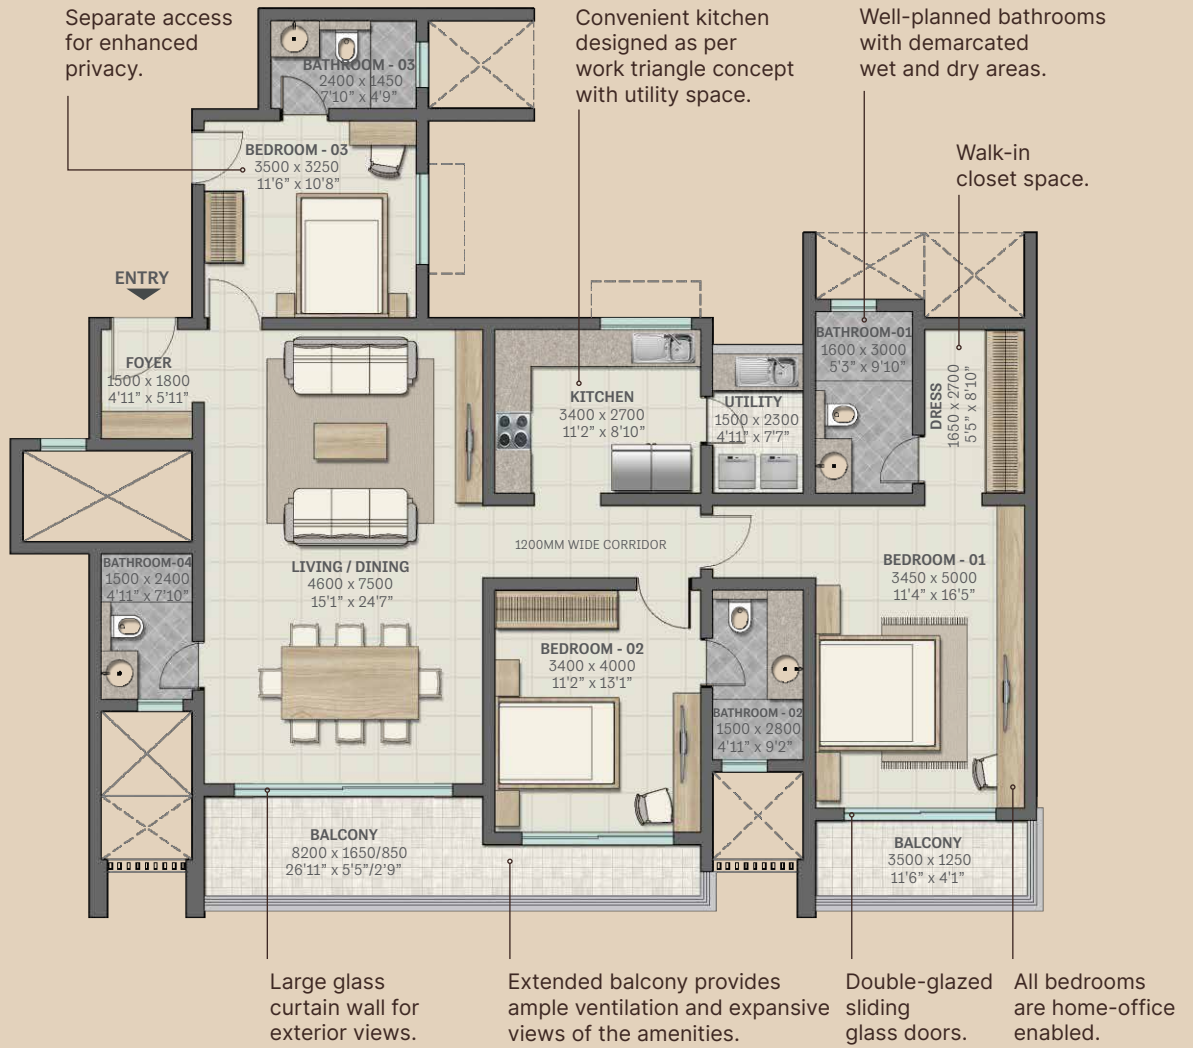 Separate access
for enhanced
privacy.
Convenient kitchen
designed as per
work triangle concept
with utility space.
Well-planned bathrooms
with demarcated
wet and dry areas.
Walk-in
closet space.
BATHROOM - 03
2400 x 1450
7'10" x 4'9"
BEDROOM - 03
3500 x 3250
11'6" x 10'8"
ENTRY
FOYER
1500 x 1800
4'11" x 5'11"
KITCHEN
3400 x 2700
11'2" x 8'10"
UTILITY
1500 x 2300
4'11" x 7'7"
BATHROOM-01
1600 x 3000
5'3" x 9'10"
DRESS
1650 x 2700
5'5" x 8'10"
1200MM WIDE CORRIDOR
BATHROOM-04
1500 x 2400
4'11" x 7'10"
LIVING / DINING
4600 x 7500
15'1" x 24'7"
BEDROOM - 01
3450 x 5000
11'4" x 16'5"
BEDROOM - 02
3400 x 4000
11'2" x 13'1"
BATHROOM - 02
1500 x 2800
4'11" x 9'2"
BALCONY
8200 x 1650/850
26'11" x 5'5"/2'9"
BALCONY
3500 x 1250
11'6" x 4'1"
Large glass
curtain wall for
exterior views.
Extended balcony provides
ample ventilation and expansive
views of the amenities.
Double-glazed
sliding
glass doors.
All bedrooms
are home-office
enabled.